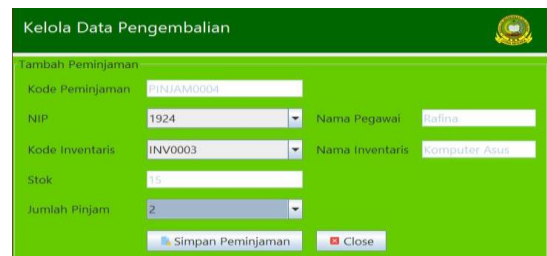 Kelola Data Pengembalian
Tambah Peminjaman
Kode Peminjaman PINJAM0004
NIP 1924 Nama Pegawai Rafina
Kode Inventaris INV0003 Nama Inventaris Komputer Asus
Stok 15
Jumlah Pinjam 2
Simpan Peminjaman Close